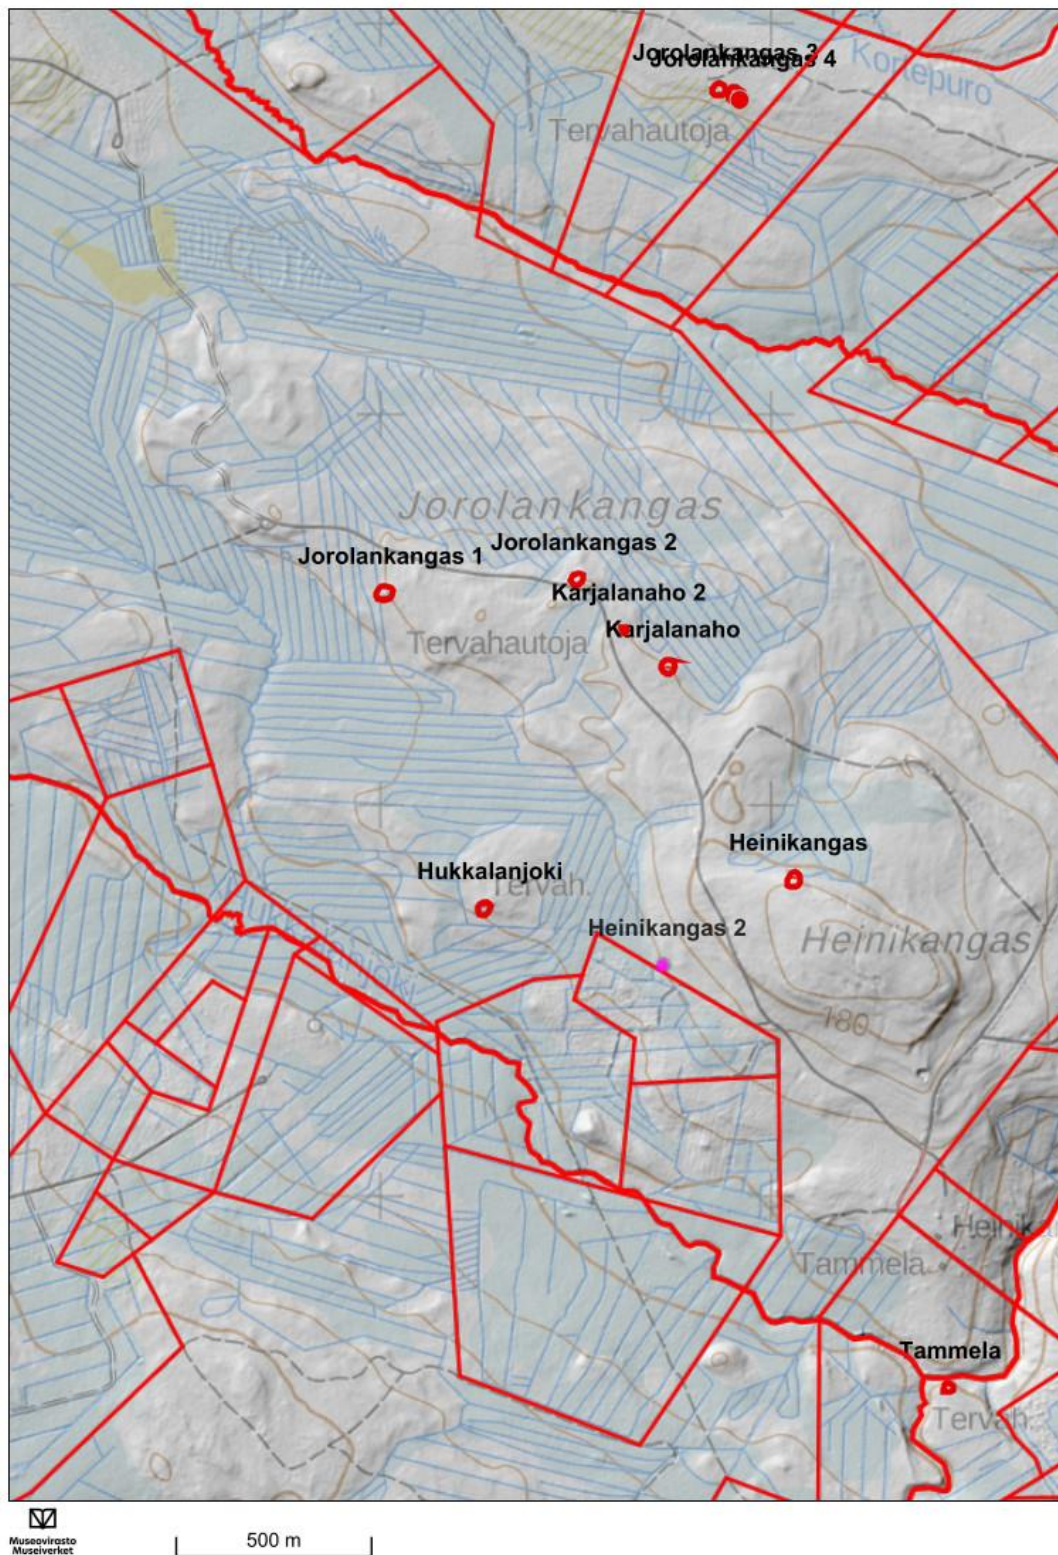 Jorolankangas 3
Jorolankangas 4
Kortepuro
Tervahautoja
Jorolankangas
Jorolankangas 1
Jorolankangas 2
Karjalanaho 2
Tervahautoja
Karjalanaho
Heinikangas
Hukkalanjoki
Tervah.
Heinikangas 2
Heinikangas
180
Tammela
Tammela
Tervah.
Museovirasto
Museiverket
500 m